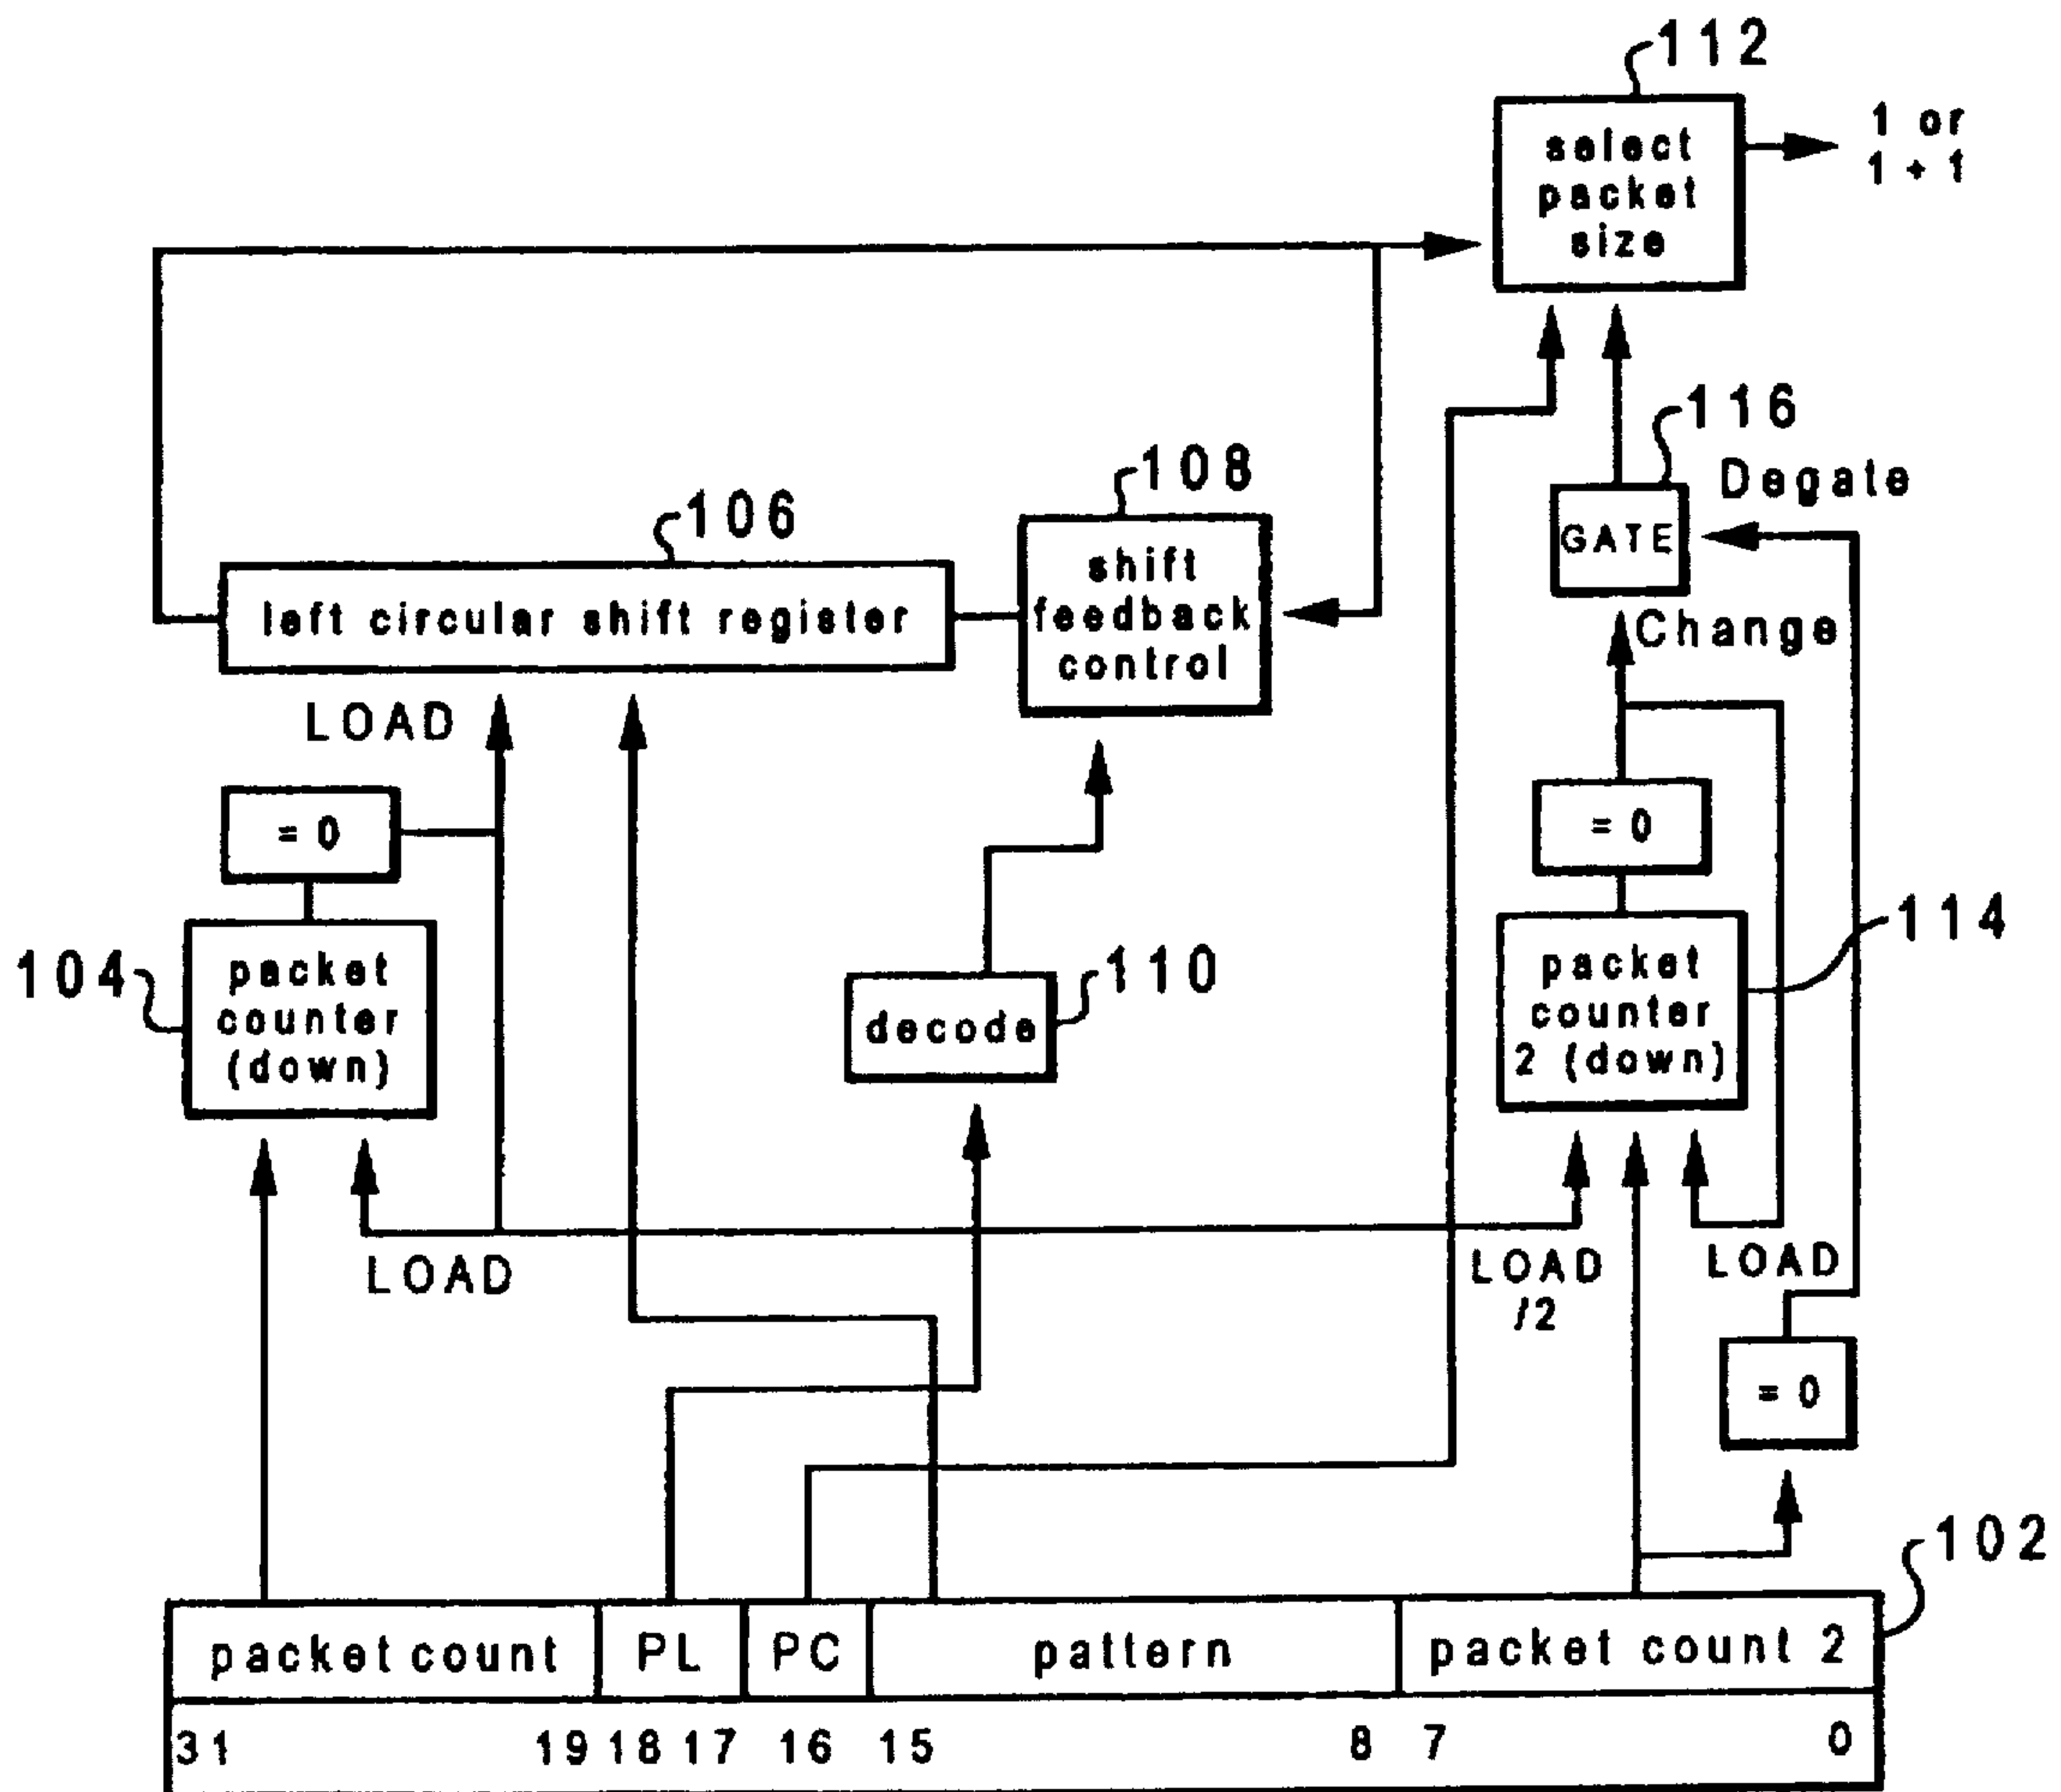 112
select
packet
size
1 or
1 + 1
116
Degate
GATE
Change
108
shift
feedback
control
106
left circular shift register
LOAD
= 0
= 0
104
packet
counter
(down)
110
decode
114
packet
counter
2 (down)
LOAD
LOAD
/2
LOAD
= 0
102
packet count PL PC pattern packet count 2
31 19 18 17 16 15 8 7 0